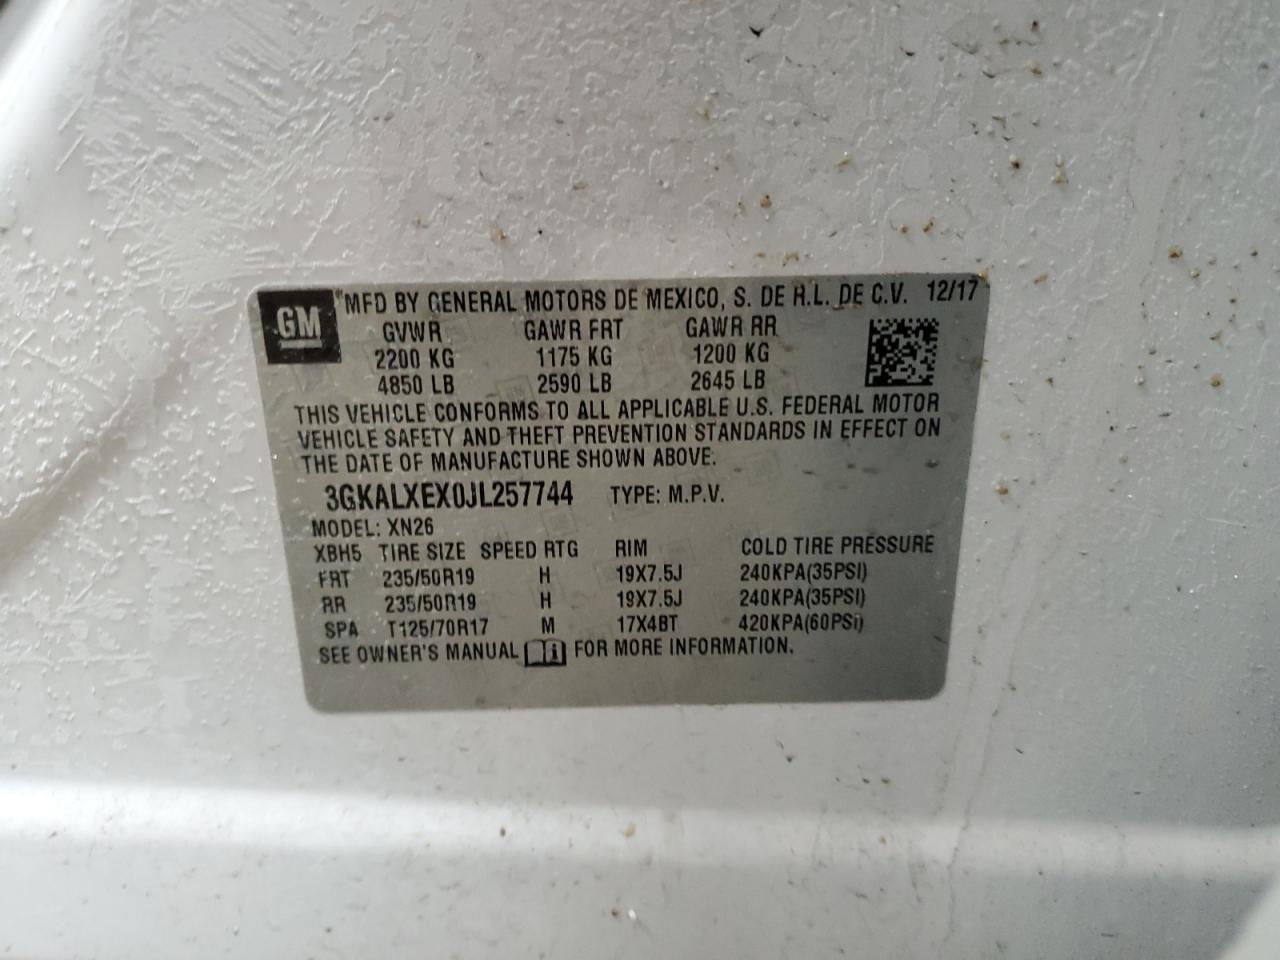 GM MFD BY GENERAL MOTORS DE MEXICO, S. DE R.L. DE C.V. 12/17
GVWR GAWR FRT GAWR RR
2200 KG 1175 KG 1200 KG
4850 LB 2590 LB 2645 LB
THIS VEHICLE CONFORMS TO ALL APPLICABLE U.S. FEDERAL MOTOR
VEHICLE SAFETY AND THEFT PREVENTION STANDARDS IN EFFECT ON
THE DATE OF MANUFACTURE SHOWN ABOVE.
3GKALXEX0JL257744 TYPE: M.P.V.
MODEL: XN26
XBH5 TIRE SIZE SPEED RTG RIM COLD TIRE PRESSURE
FRT 235/50R19 H 19X7.5J 240KPA(35PSI)
RR 235/50R19 H 19X7.5J 240KPA(35PSI)
SPA T125/70R17 M 17X4BT 420KPA(60PSI)
SEE OWNER'S MANUAL FOR MORE INFORMATION.